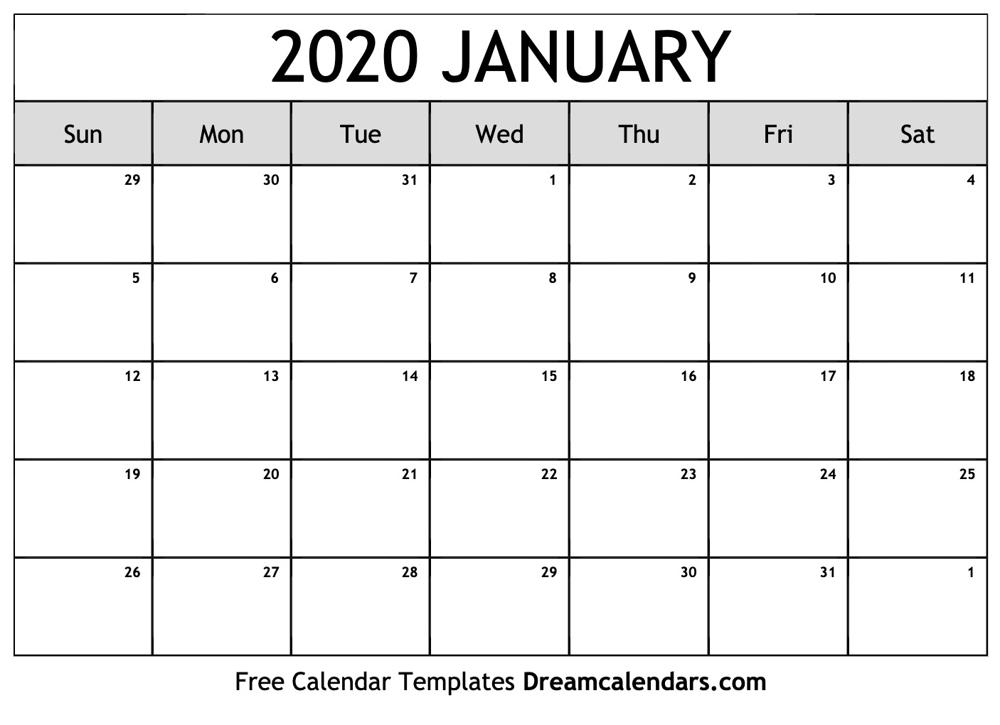 2020 JANUARY
Sun Mon Tue Wed Thu Fri Sat
29 30 31 1 2 3 4
5 6 7 8 9 10 11
12 13 14 15 16 17 18
19 20 21 22 23 24 25
26 27 28 29 30 31 1
Free Calendar Templates Dreamcalendars.com